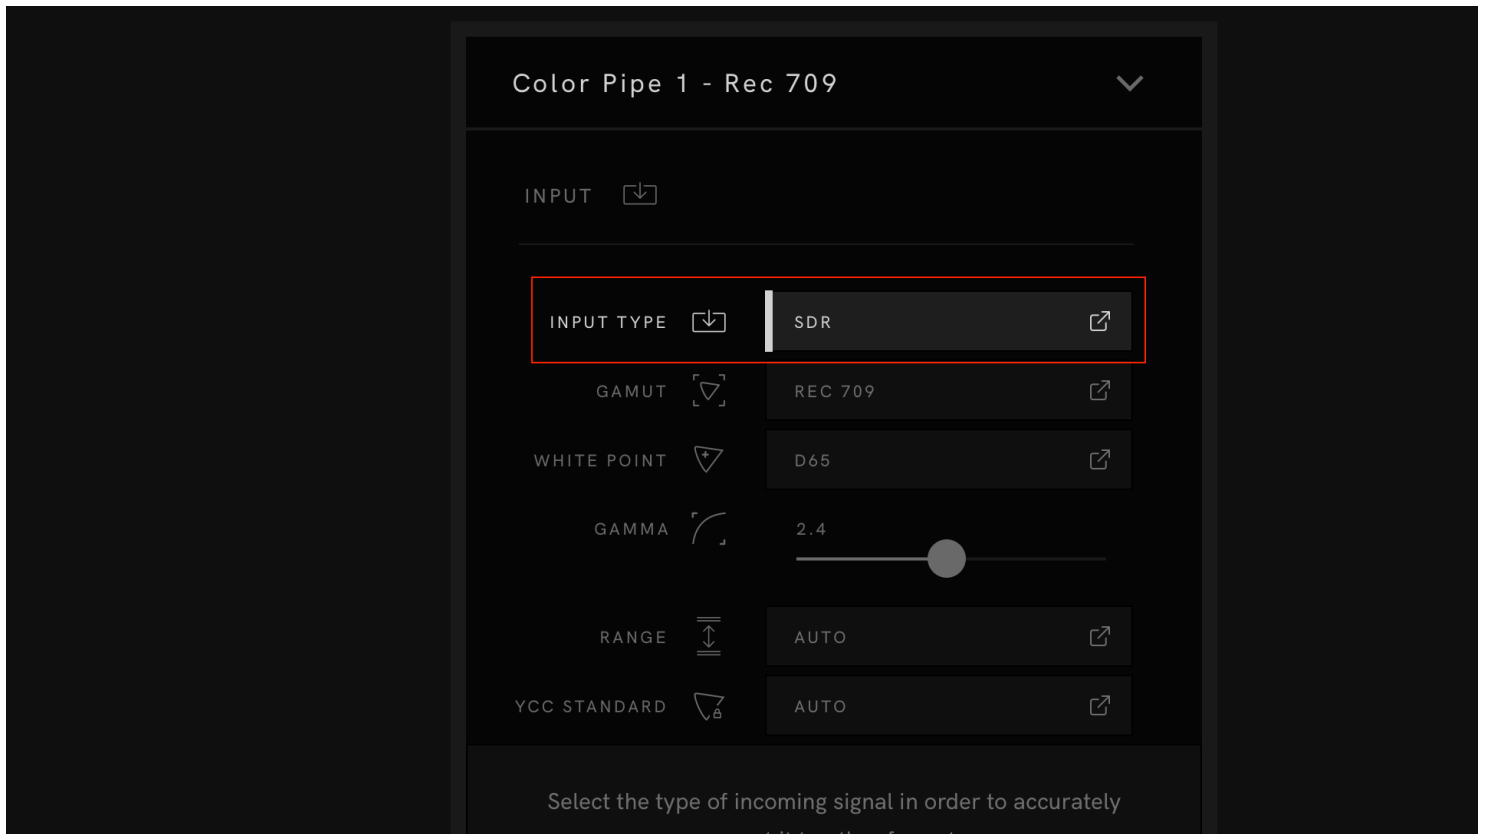 Color Pipe 1 - Rec 709
INPUT
INPUT TYPE SDR
GAMUT REC 709
WHITE POINT D65
GAMMA 2.4
RANGE AUTO
YCC STANDARD AUTO
Select the type of incoming signal in order to accurately